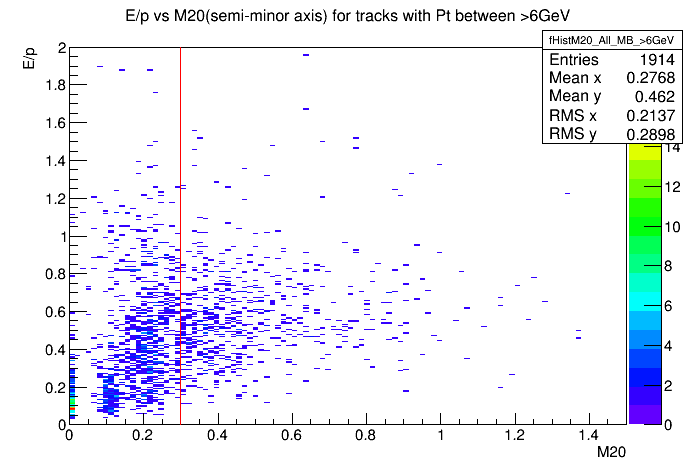 E/p vs M20(semi-minor axis) for tracks with Pt between >6GeV
fHistM20_All_MB_>6GeV
Entries 1914
Mean x 0.2768
Mean y 0.462
RMS x 0.2137
RMS y 0.2898
E/p
2
1.8
1.6
1.4
1.2
1
0.8
0.6
0.4
0.2
0
0 0.2 0.4 0.6 0.8 1 1.2 1.4
M20
14
12
10
8
6
4
2
0